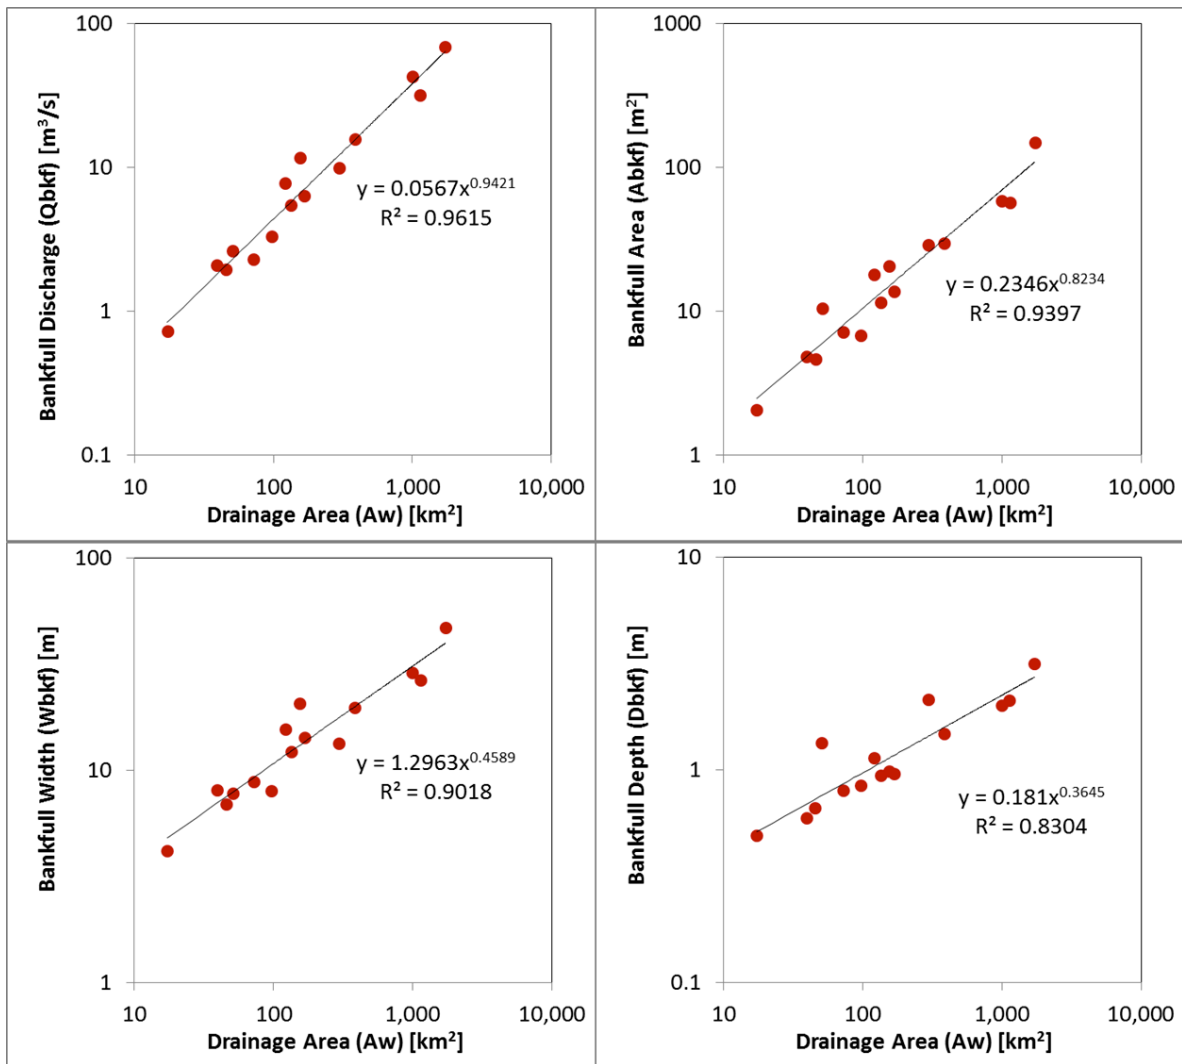 Bankfull Discharge (Qbkf) [m³/s]
100
10
1
0.1
y = 0.0567x^0.9421
R² = 0.9615
10
100
1,000
10,000
Drainage Area (Aw) [km²]
Bankfull Area (Abkf) [m²]
1000
100
10
1
y = 0.2346x^0.8234
R² = 0.9397
10
100
1,000
10,000
Drainage Area (Aw) [km²]
Bankfull Width (Wbkf) [m]
100
10
1
y = 1.2963x^0.4589
R² = 0.9018
10
100
1,000
10,000
Drainage Area (Aw) [km²]
Bankfull Depth (Dbkf) [m]
10
1
0.1
y = 0.181x^0.3645
R² = 0.8304
10
100
1,000
10,000
Drainage Area (Aw) [km²]